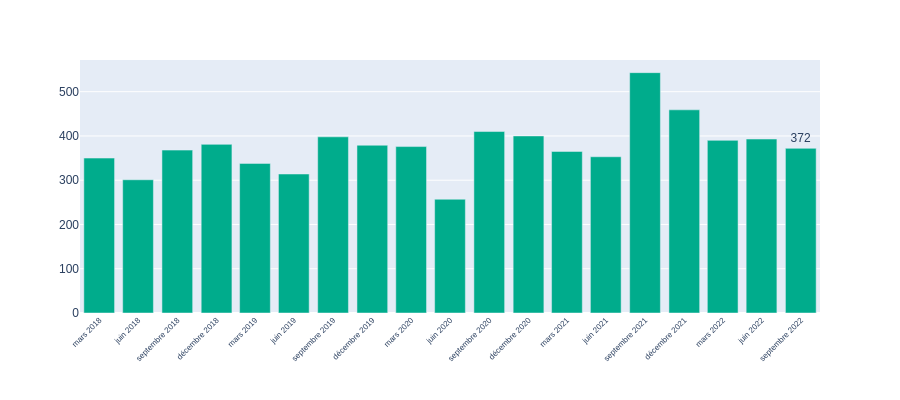 500
400
300
200
100
0
372
mars 2018
juin 2018
septembre 2018
décembre 2018
mars 2019
juin 2019
septembre 2019
décembre 2019
mars 2020
juin 2020
septembre 2020
décembre 2020
mars 2021
juin 2021
septembre 2021
décembre 2021
mars 2022
juin 2022
septembre 2022